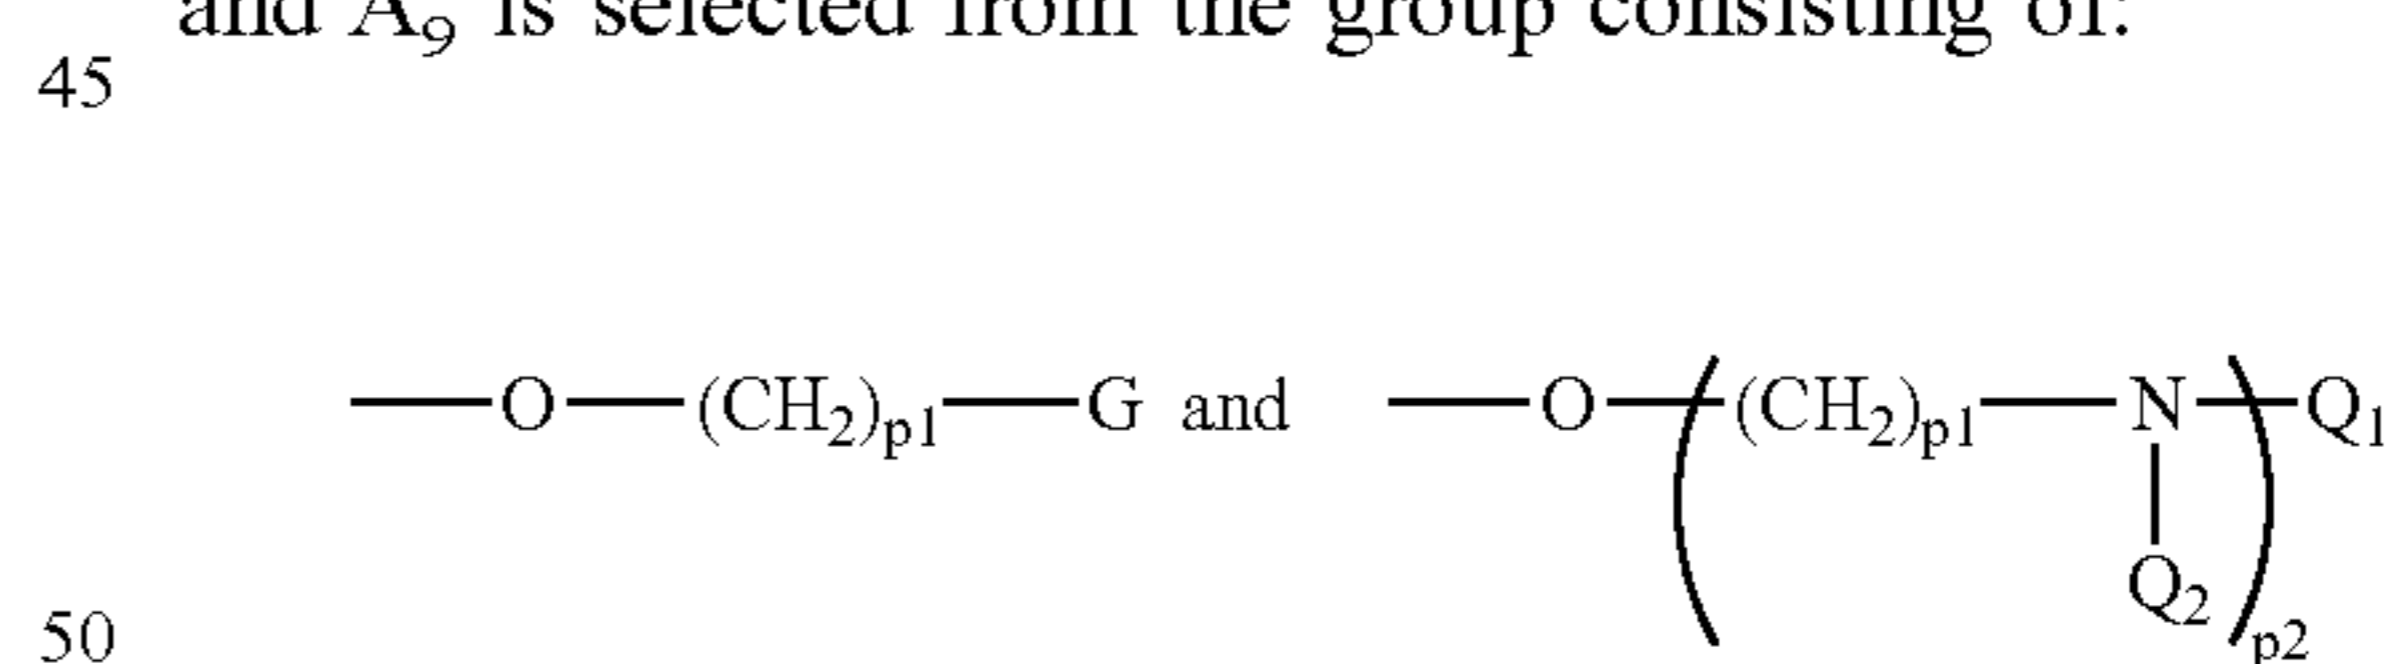 and A9 is selected from the group consisting of:
45
—O—(CH2)p1—G and —O—((CH2)p1—N—)p2 Q1
Q2
50